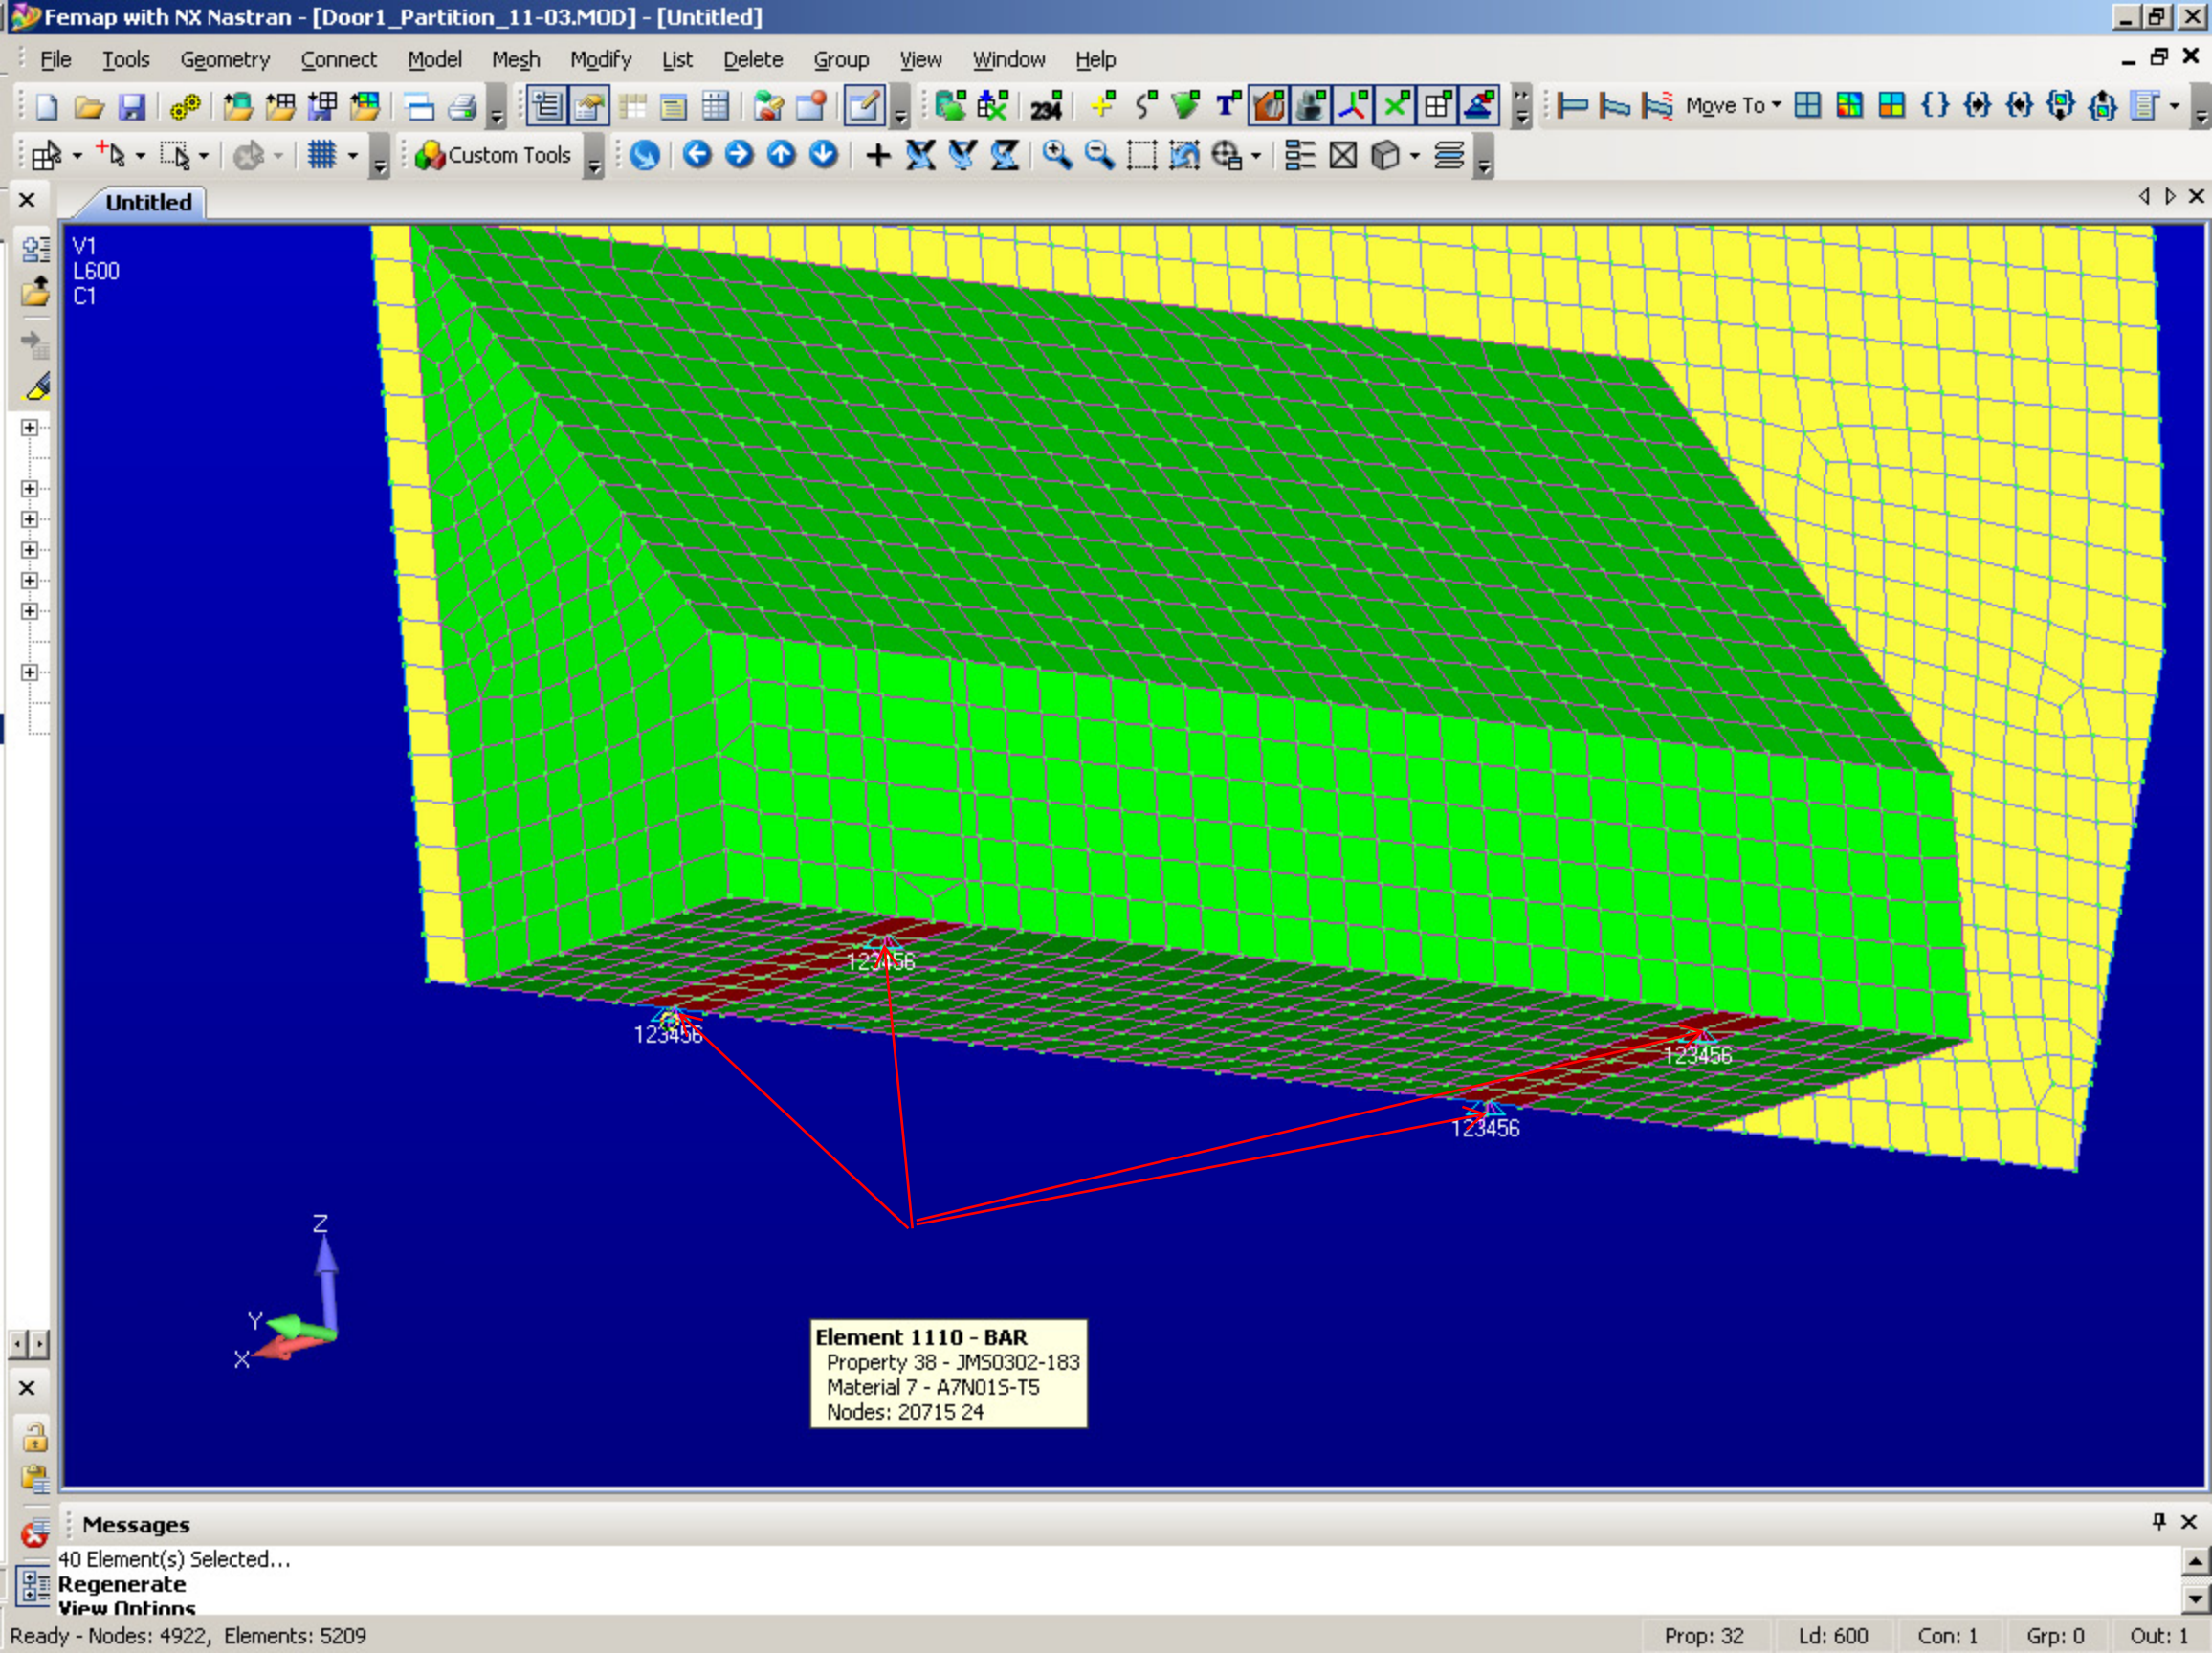 Femap with NX Nastran - [Door1_Partition_11-03.MOD] - [Untitled]
File Tools Geometry Connect Model Mesh Modify List Delete Group View Window Help
234 T Move To
Custom Tools
Untitled
V1
L600
C1
123456
123456
123456
123456
Z
Y
X
Element 1110 - BAR
Property 38 - JMS0302-183
Material 7 - A7N01S-T5
Nodes: 20715 24
Messages
40 Element(s) Selected...
Regenerate
View Options
Ready - Nodes: 4922, Elements: 5209 Prop: 32 Ld: 600 Con: 1 Grp: 0 Out: 1